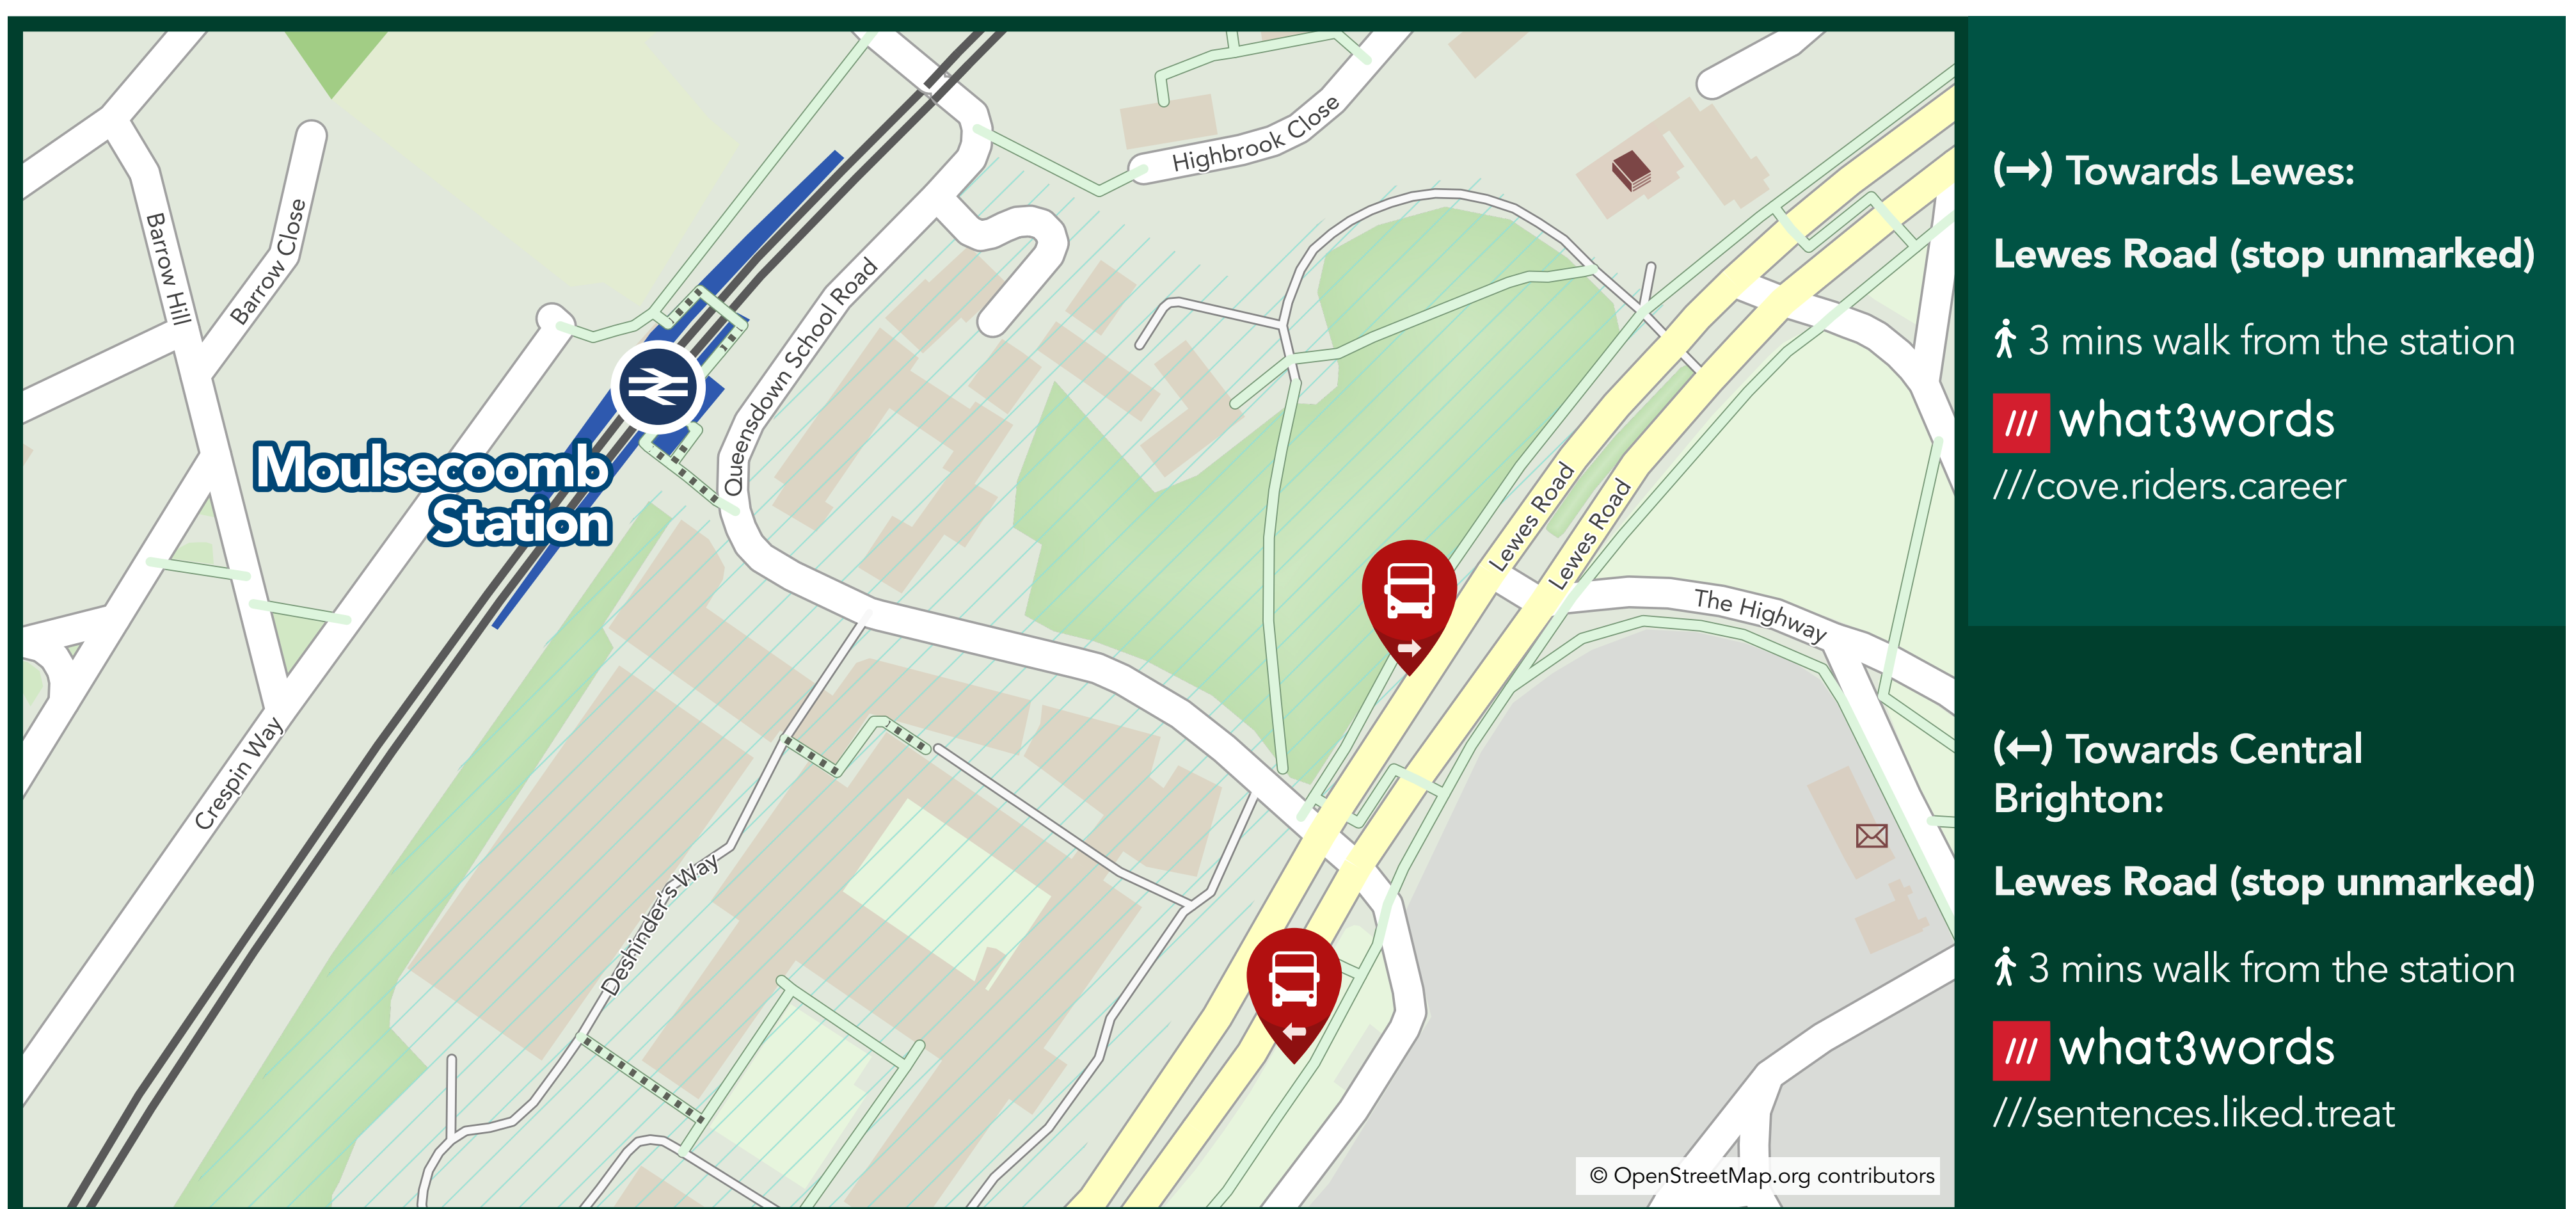 Highbrook Close
Barrow Hill
Barrow Close
Queensdown School Road
Moulsecoomb
Station
Lewes Road
Lewes Road
The Highway
Crespin Way
Deshinder's Way
© OpenStreetMap.org contributors
(→) Towards Lewes:
Lewes Road (stop unmarked)
3 mins walk from the station
/// what3words
///cove.riders.career
(←) Towards Central
Brighton:
Lewes Road (stop unmarked)
3 mins walk from the station
/// what3words
///sentences.liked.treat